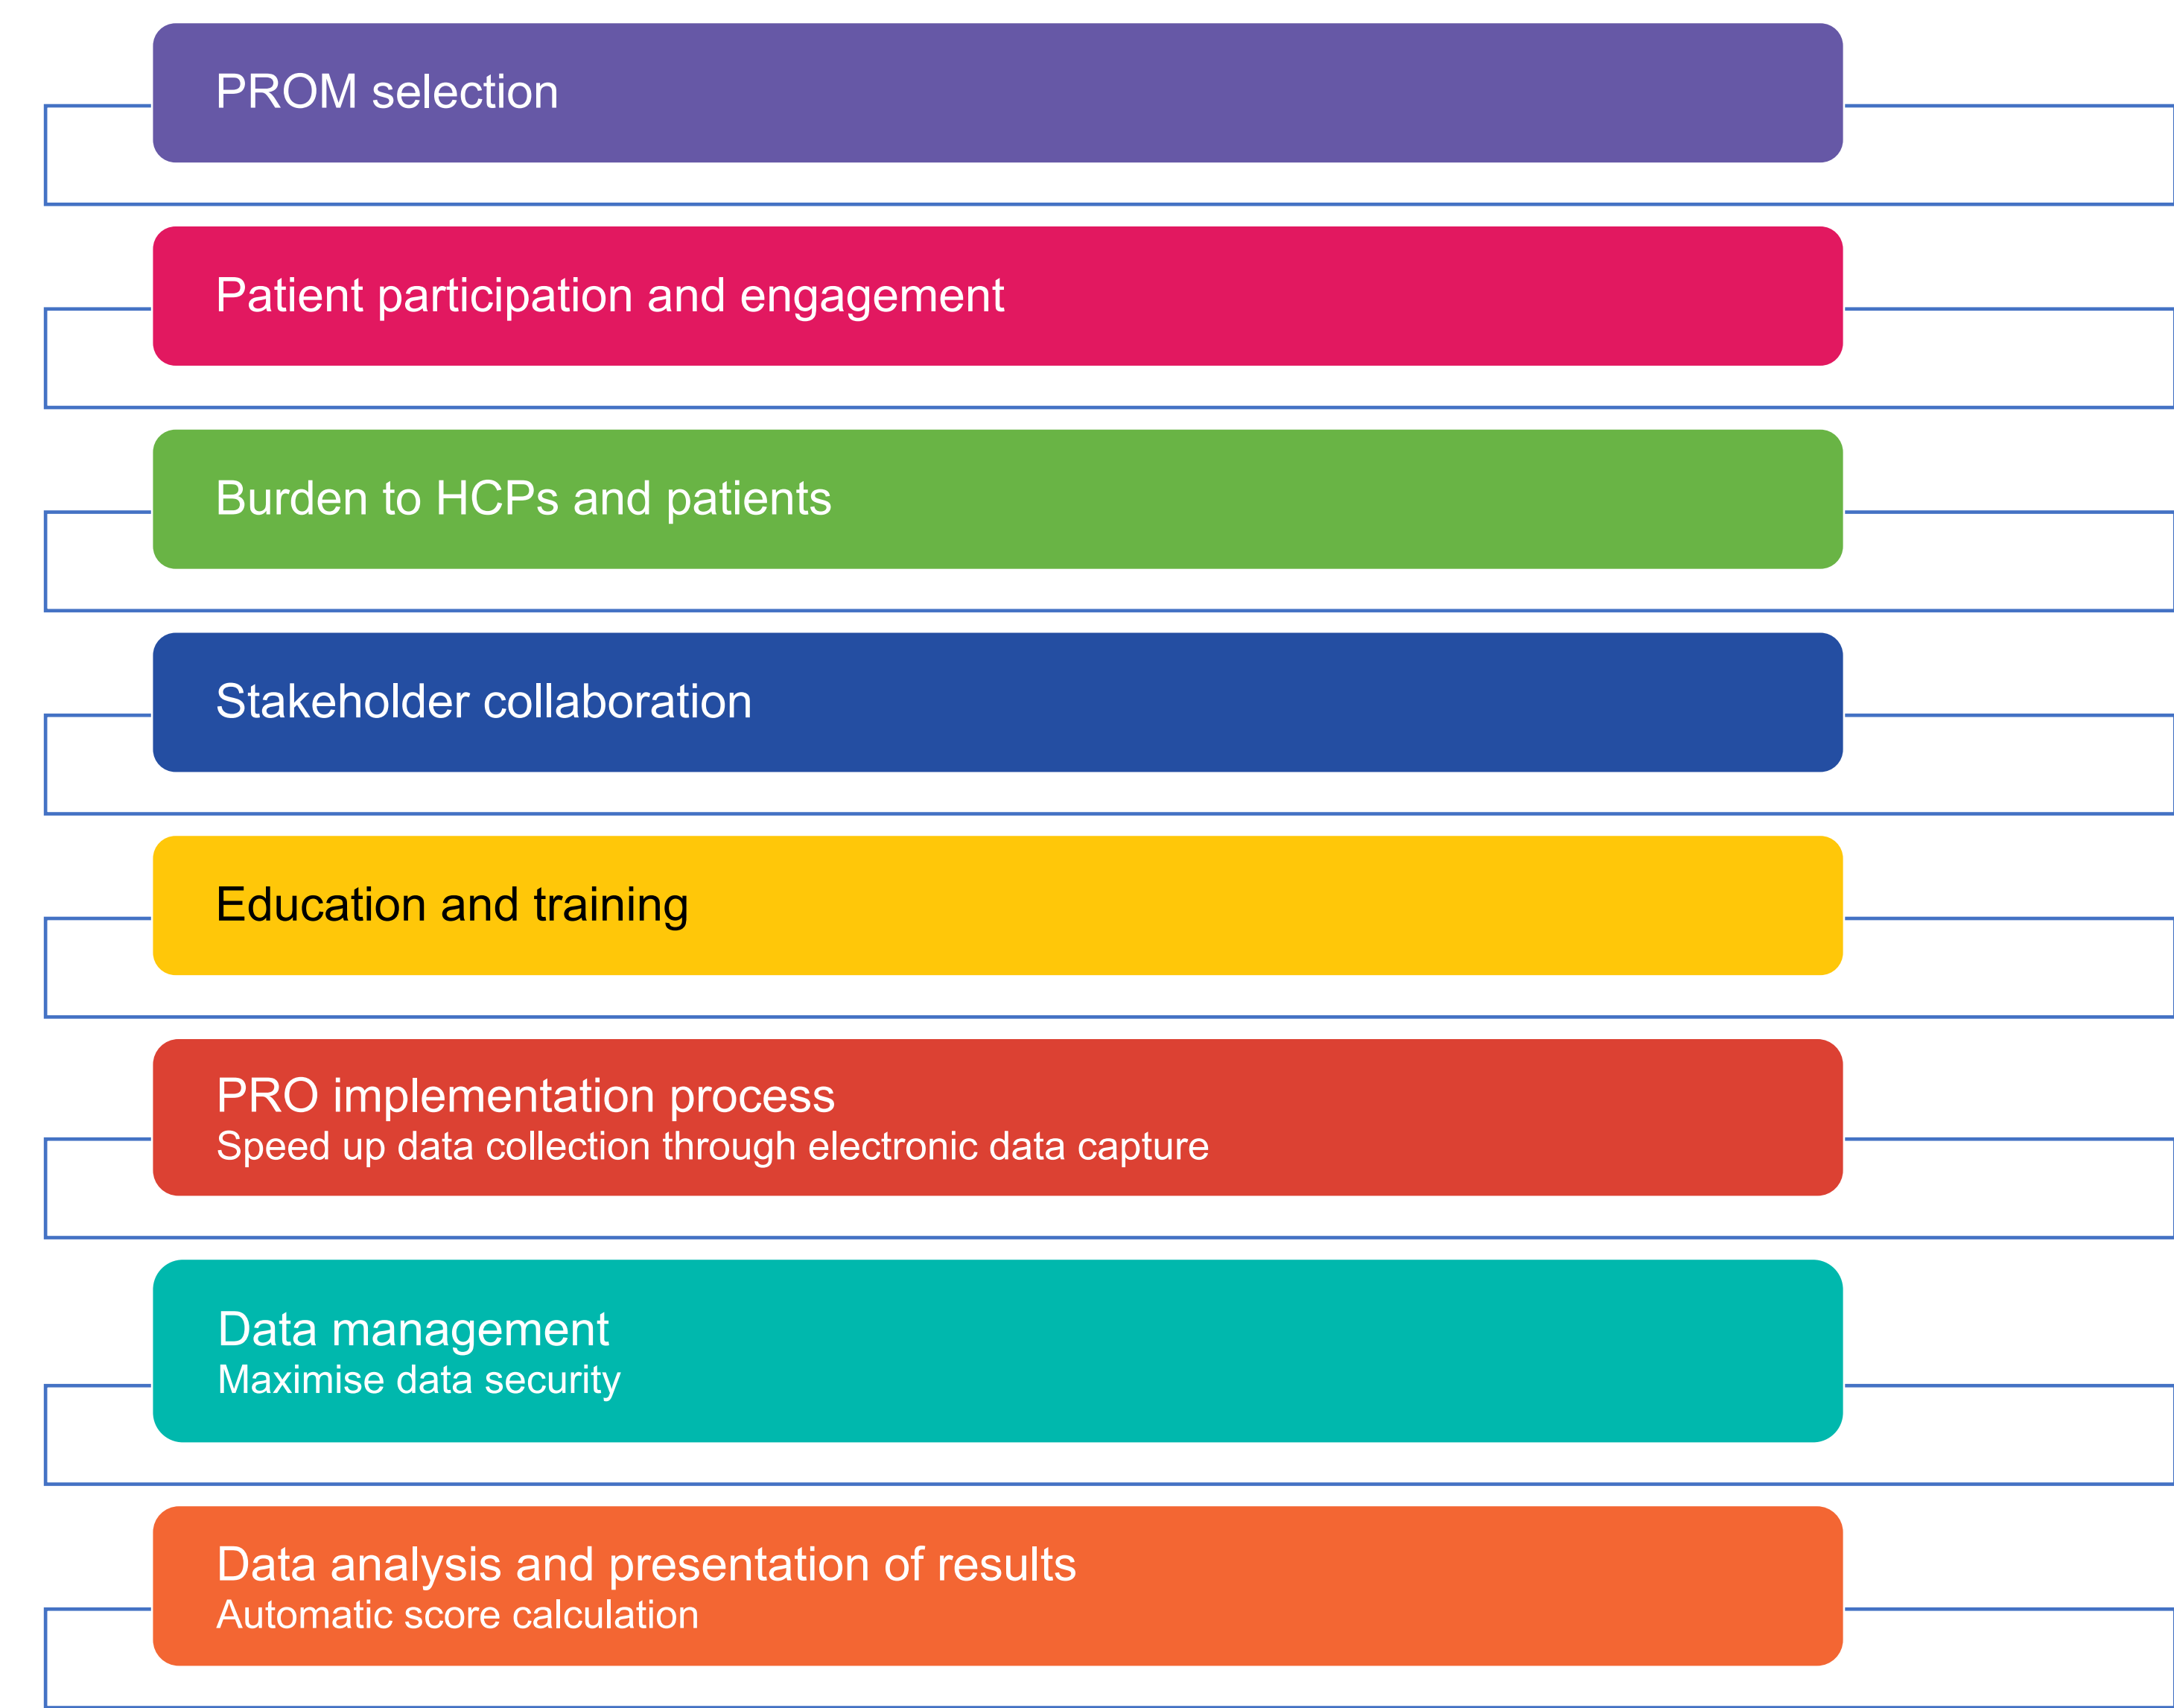 PROM selection
Patient participation and engagement
Burden to HCPs and patients
Stakeholder collaboration
Education and training
PRO implementation process
Speed up data collection through electronic data capture
Data management
Maximise data security
Data analysis and presentation of results
Automatic score calculation